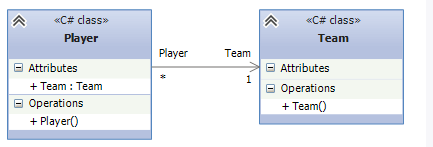 «C# class»
Player
Attributes
+ Team : Team
Operations
+ Player()
Player Team
* 1
«C# class»
Team
Attributes
Operations
+ Team()